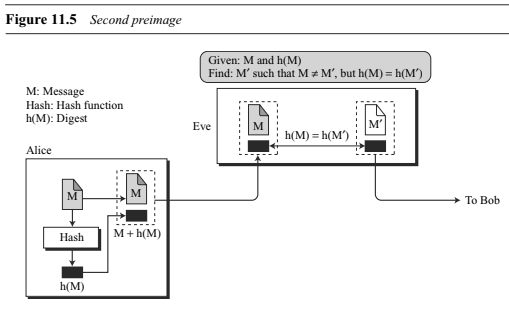 Figure 11.5 Second preimage
Given: M and h(M)
Find: M′ such that M ≠ M′, but h(M) = h(M′)
M: Message
Hash: Hash function
h(M): Digest
Eve
M
h(M) = h(M′)
M′
Alice
M
M
Hash
M + h(M)
h(M)
To Bob